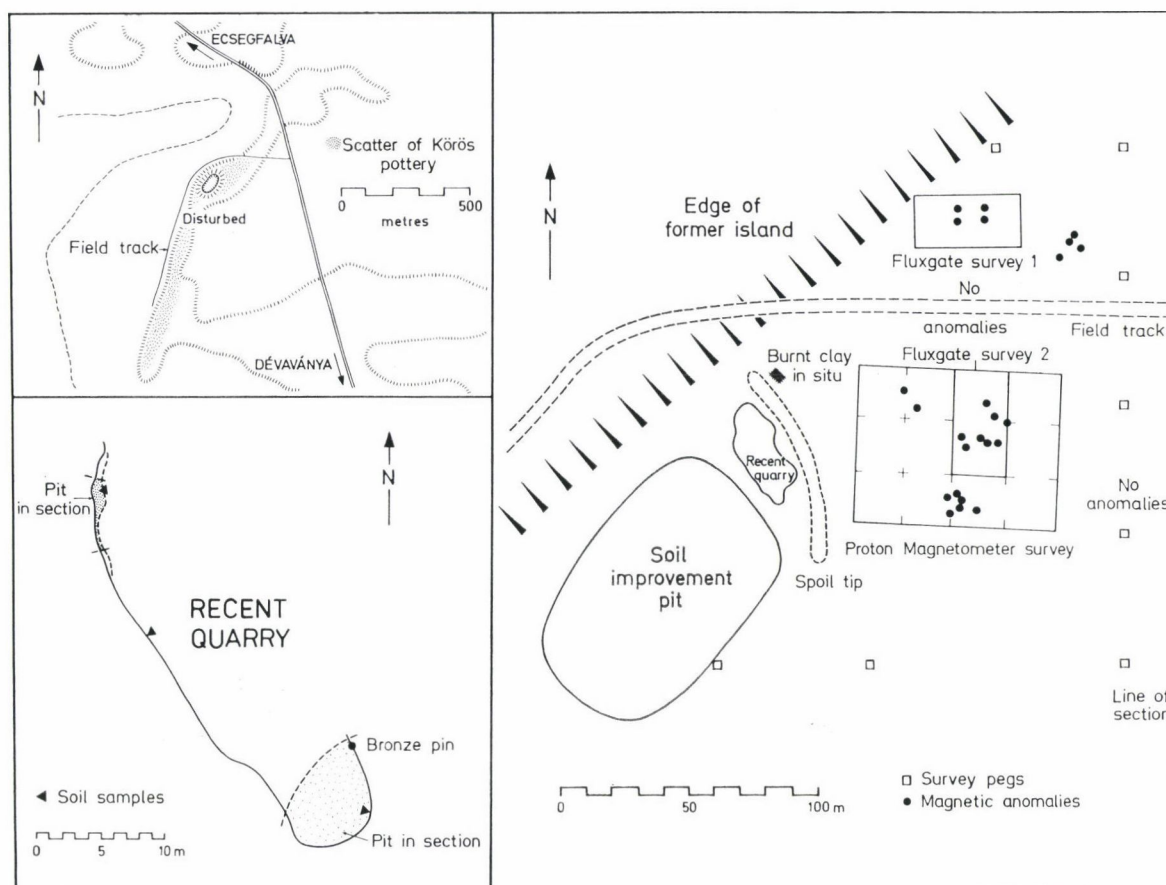 ECSEGFALVA
N
Scatter of Körös
pottery
0 500
metres
Disturbed
Field track
DÉVAVÁNYA
N
Pit
in section
RECENT
QUARRY
Bronze pin
Soil samples
0 5 10 m
Pit in section
N
Edge of
former island
Fluxgate survey 1
No
anomalies
Field track
Fluxgate survey 2
Burnt clay
in situ
Recent
quarry
No
anomalies
Proton Magnetometer survey
Soil
improvement
pit
Spoil tip
Line of
section
0 50 100 m
Survey pegs
Magnetic anomalies